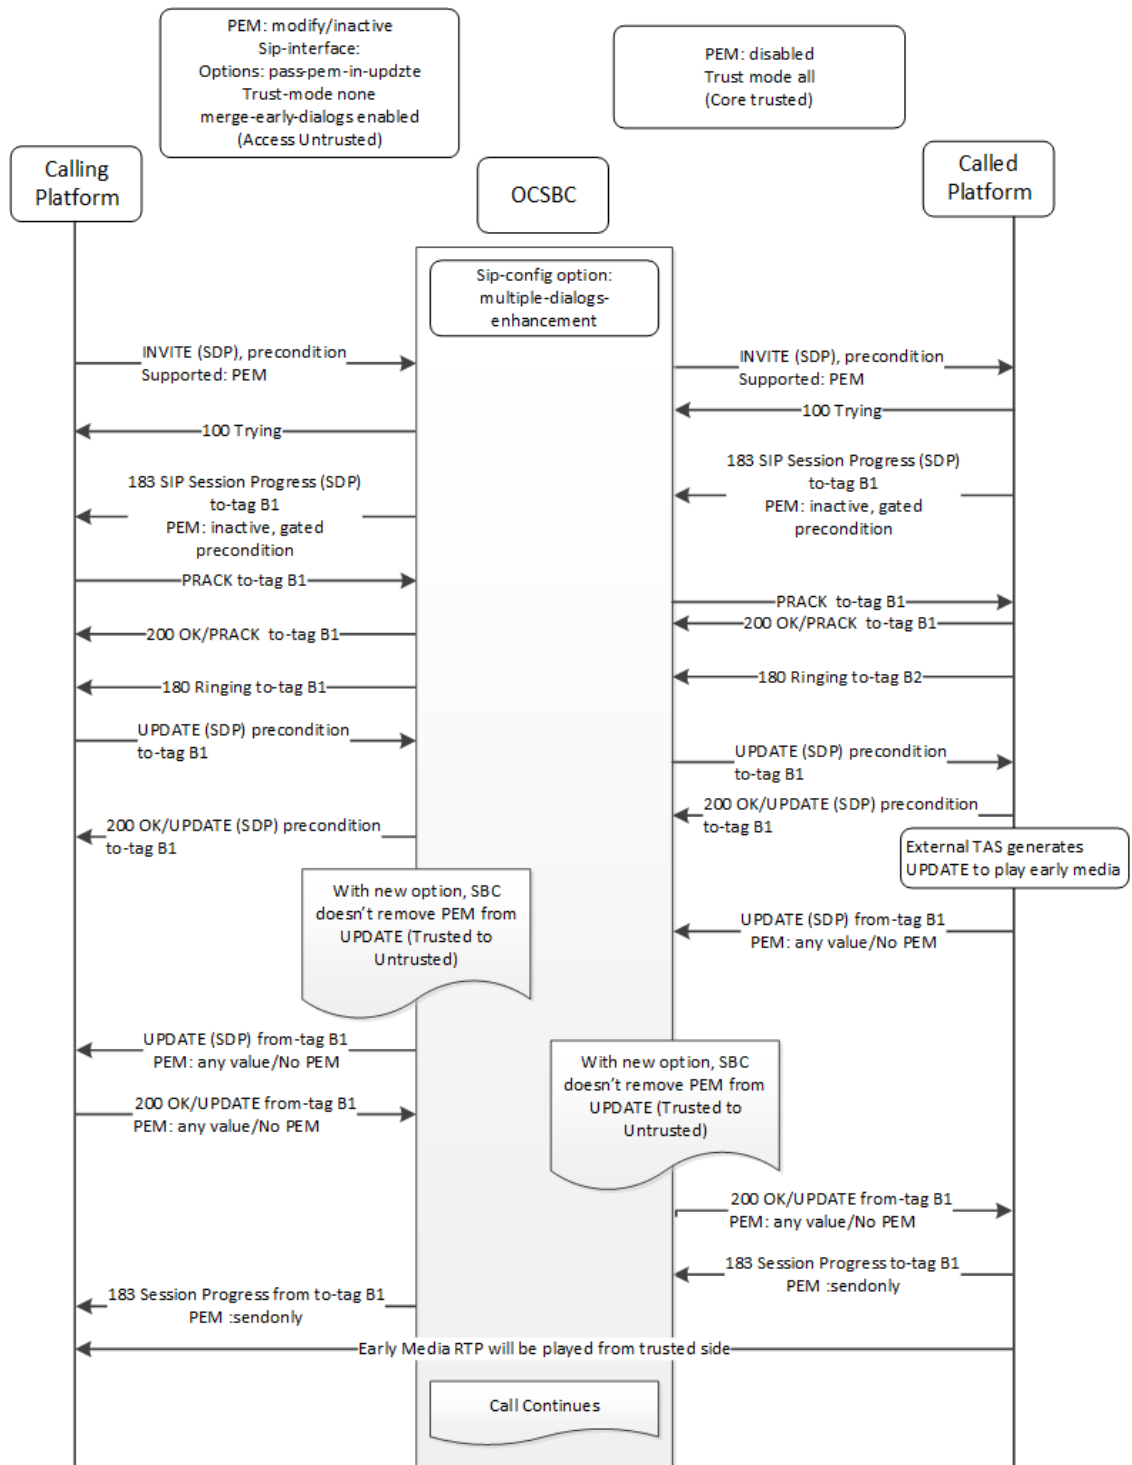 PEM: modify/inactive
Sip-interface:
Options: pass-pem-in-updzte
Trust-mode none
merge-early-dialogs enabled
(Access Untrusted)
PEM: disabled
Trust mode all
(Core trusted)
Calling
Platform
OCSBC
Called
Platform
Sip-config option:
multiple-dialogs-
enhancement
INVITE (SDP), precondition
Supported: PEM
INVITE (SDP), precondition
Supported: PEM
100 Trying
100 Trying
183 SIP Session Progress (SDP)
to-tag B1
PEM: inactive, gated
precondition
183 SIP Session Progress (SDP)
to-tag B1
PEM: inactive, gated
precondition
PRACK to-tag B1
PRACK to-tag B1
200 OK/PRACK to-tag B1
200 OK/PRACK to-tag B1
180 Ringing to-tag B2
180 Ringing to-tag B1
UPDATE (SDP) precondition
to-tag B1
UPDATE (SDP) precondition
to-tag B1
200 OK/UPDATE (SDP) precondition
to-tag B1
200 OK/UPDATE (SDP) precondition
to-tag B1
External TAS generates
UPDATE to play early media
With new option, SBC
doesn't remove PEM from
UPDATE (Trusted to
Untrusted)
UPDATE (SDP) from-tag B1
PEM: any value/No PEM
UPDATE (SDP) from-tag B1
PEM: any value/No PEM
With new option, SBC
doesn't remove PEM from
UPDATE (Trusted to
Untrusted)
200 OK/UPDATE from-tag B1
PEM: any value/No PEM
200 OK/UPDATE from-tag B1
PEM: any value/No PEM
183 Session Progress to-tag B1
PEM :sendonly
183 Session Progress from to-tag B1
PEM :sendonly
Early Media RTP will be played from trusted side
Call Continues